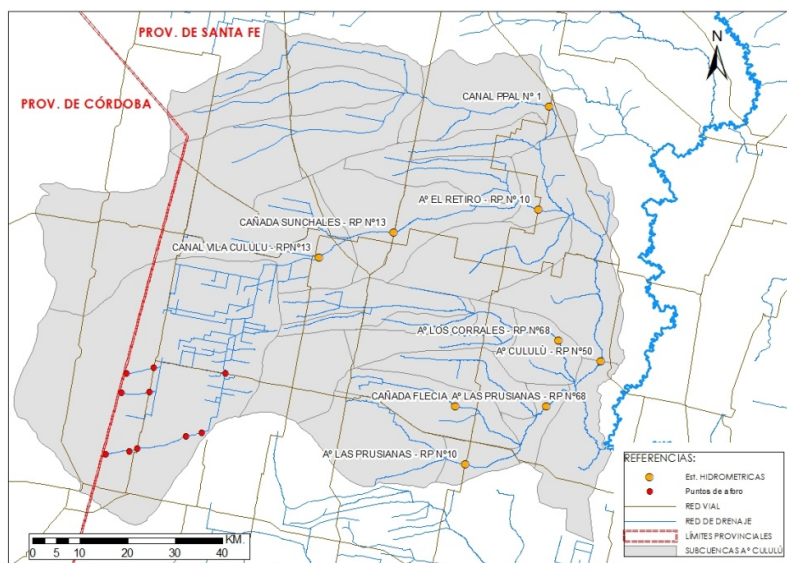 PROV. DE SANTA FE
N
PROV. DE CÓRDOBA
CANAL PPAL Nº 1
Aº EL RETIRO - RP Nº 10
CAÑADA SUNCHALES - RP Nº13
CANAL VILA CULULU - RPNº13
Aº LOS CORRALES - RP Nº68
Aº CULULÚ - RP Nº50
CAÑADA FLECIA
Aº LAS PRUSIANAS - RP Nº68
Aº LAS PRUSIANAS - RP Nº10
REFERENCIAS:
Est. HIDROMETRICAS
Puntos de aforo
RED VIAL
RED DE DRENAJE
LÍMITES PROVINCIALES
SUBCUENCAS Aº CULULÚ
KM.
0 5 10 20 30 40